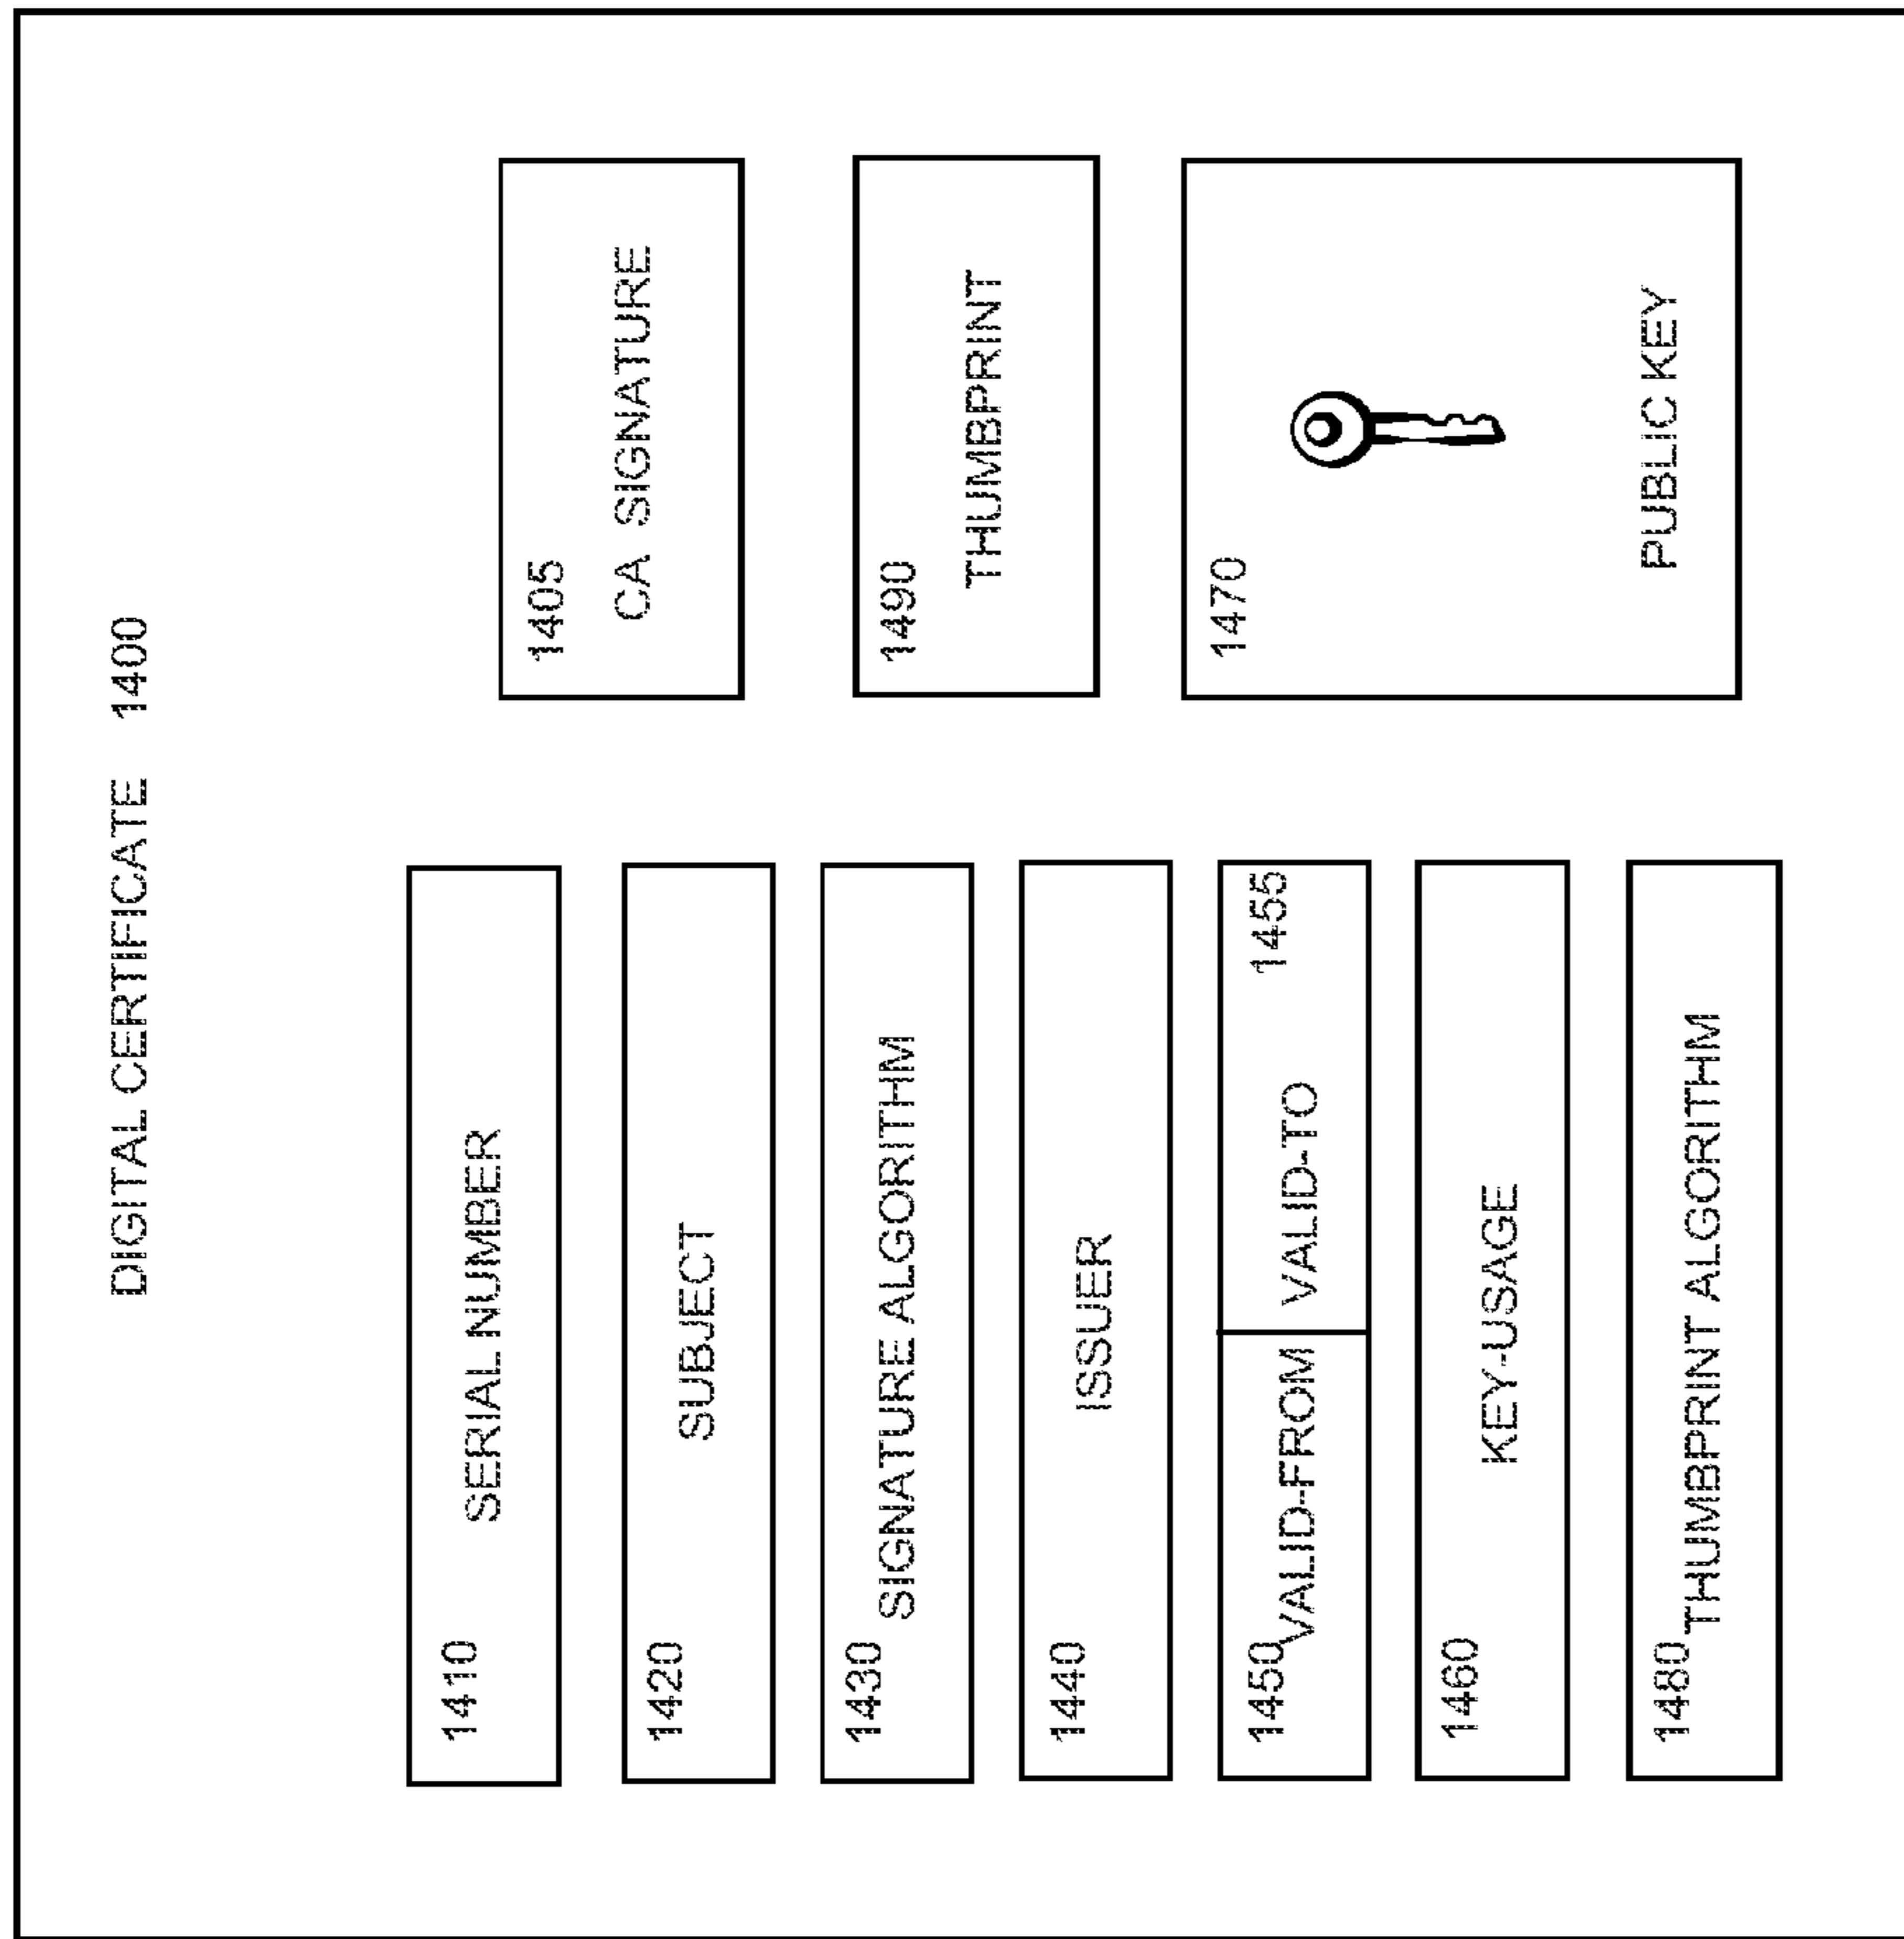 DIGITAL CERTIFICATE 1400
1410
SERIAL NUMBER
1420
SUBJECT
1430
SIGNATURE ALGORITHM
1440
ISSUER
1450
VALID-FROM
1455
VALID-TO
1460
KEY-USAGE
1480
THUMBPRINT ALGORITHM
1405
CA SIGNATURE
1490
THUMBPRINT
1470
PUBLIC KEY